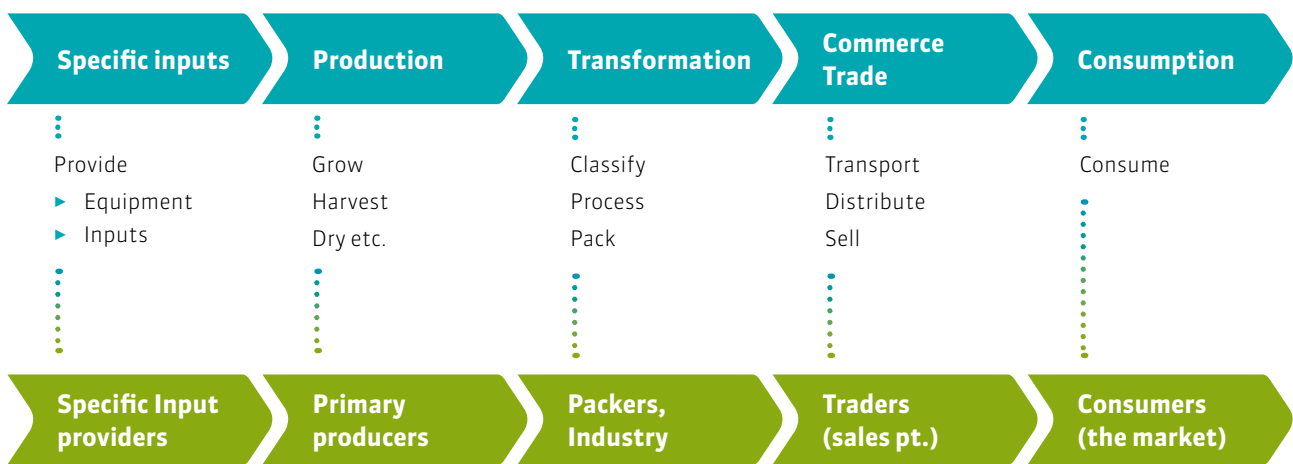 Specific inputs
Production
Transformation
Commerce
Trade
Consumption
Provide
Equipment
Inputs
Grow
Harvest
Dry etc.
Classify
Process
Pack
Transport
Distribute
Sell
Consume
Specific Input
providers
Primary
producers
Packers,
Industry
Traders
(sales pt.)
Consumers
(the market)